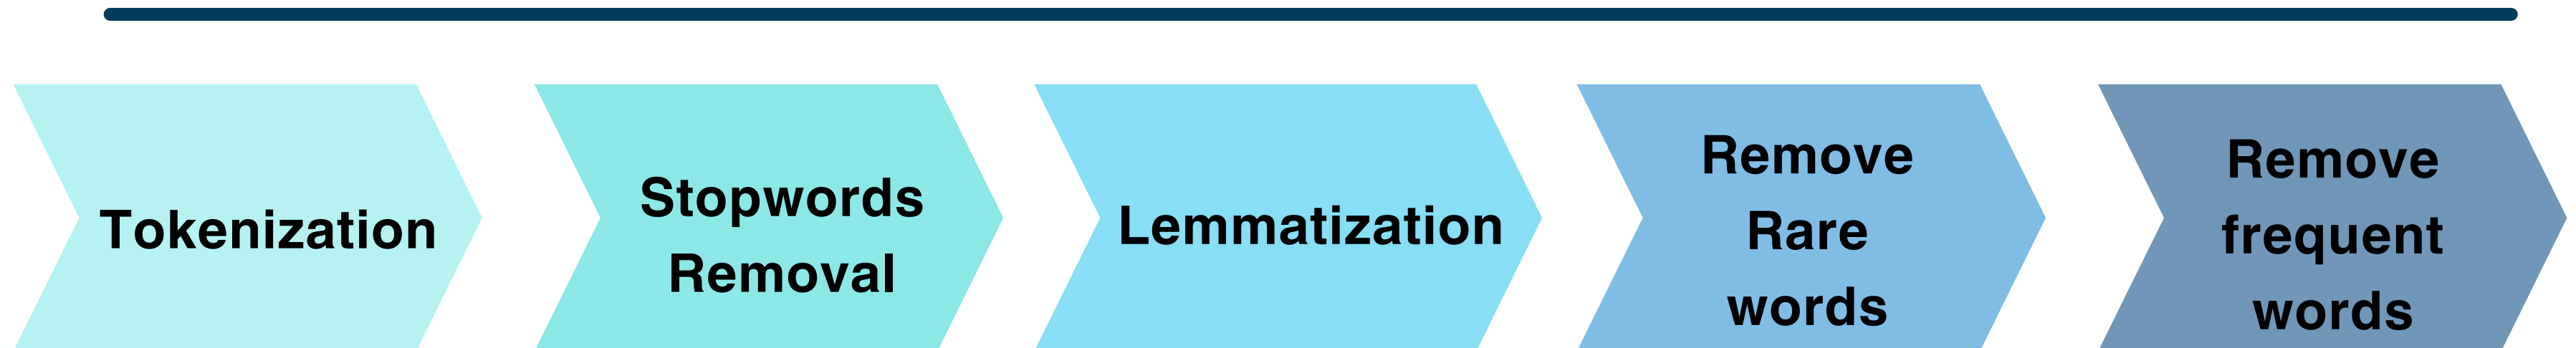 Tokenization
Stopwords
Removal
Lemmatization
Remove
Rare
words
Remove
frequent
words